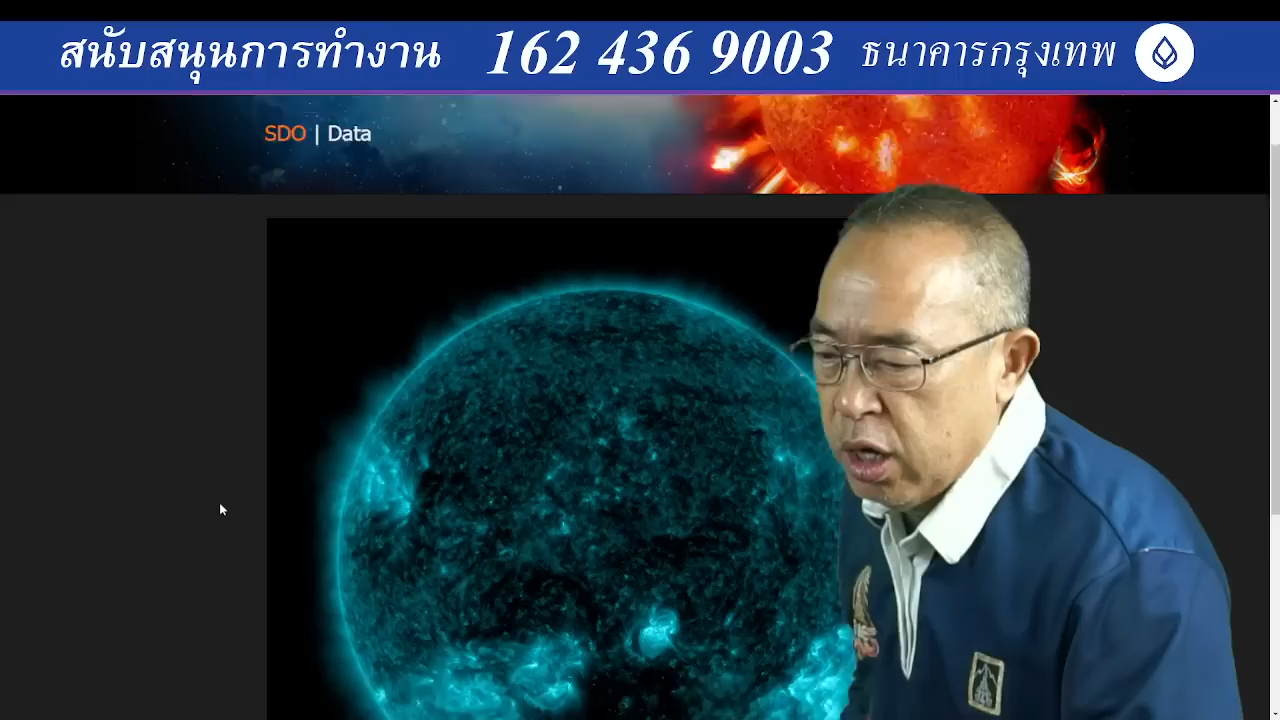 สนับสนุนการทำงาน 162 436 9003 ธนาคารกรุงเทพ
SDO | Data